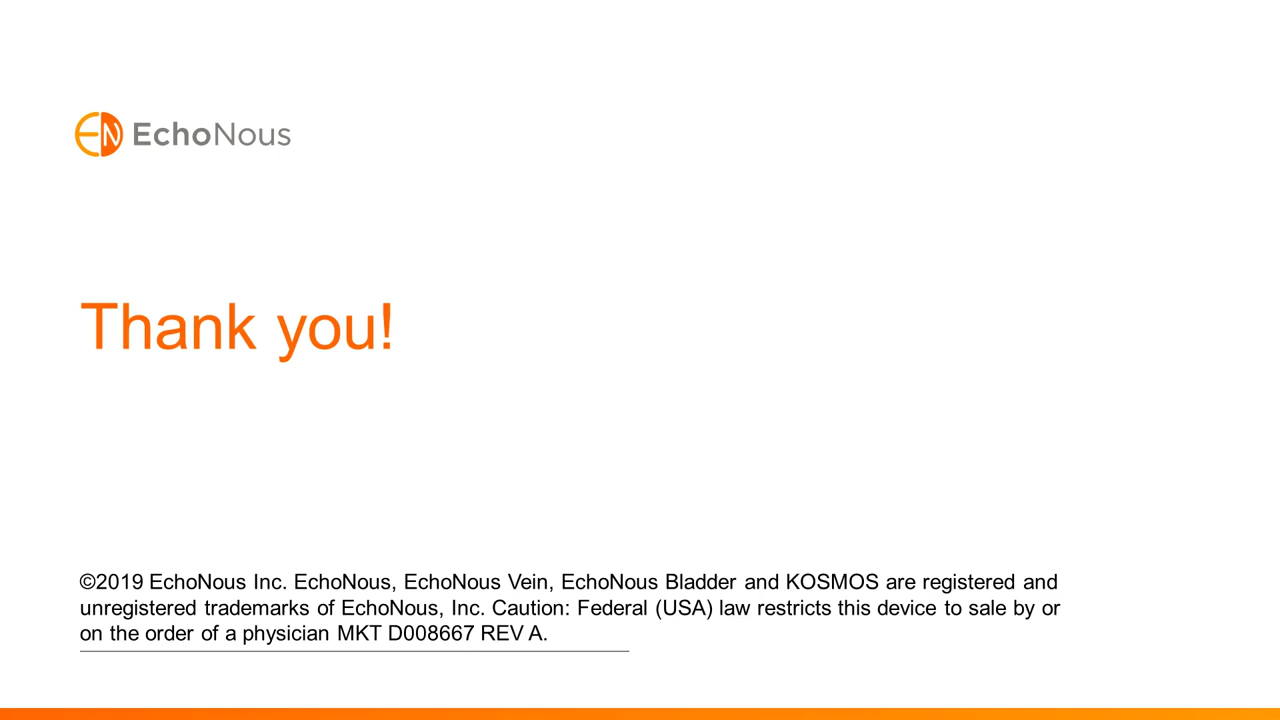 EN EchoNous
Thank you!
©2019 EchoNous Inc. EchoNous, EchoNous Vein, EchoNous Bladder and KOSMOS are registered and
unregistered trademarks of EchoNous, Inc. Caution: Federal (USA) law restricts this device to sale by or
on the order of a physician MKT D008667 REV A.